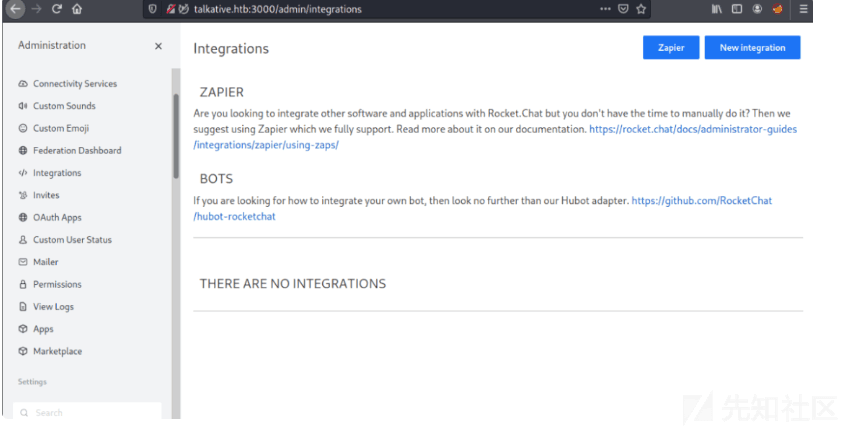 talkative.htb:3000/admin/integrations
Administration
Connectivity Services
Custom Sounds
Custom Emoji
Federation Dashboard
Integrations
Invites
OAuth Apps
Custom User Status
Mailer
Permissions
View Logs
Apps
Marketplace
Settings
Search
Integrations
Zapier
New integration
ZAPIER
Are you looking to integrate other software and applications with Rocket.Chat but you don't have the time to manually do it? Then we
suggest using Zapier which we fully support. Read more about it on our documentation. https://rocket.chat/docs/administrator-guides
/integrations/zapier/using-zaps/
BOTS
If you are looking for how to integrate your own bot, then look no further than our Hubot adapter. https://github.com/RocketChat
/hubot-rocketchat
THERE ARE NO INTEGRATIONS
先知社区